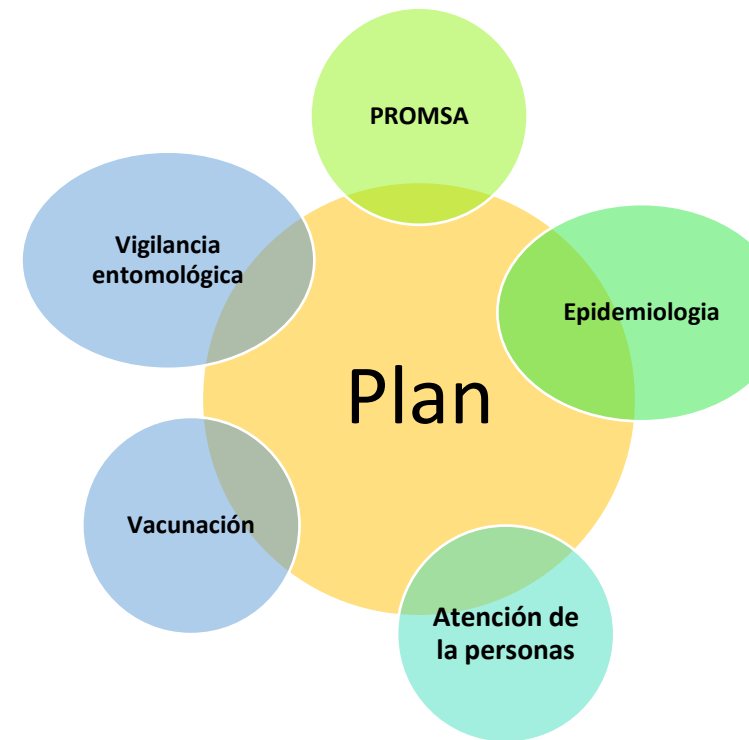 PROMSA
Vigilancia
entomológica
Epidemiologia
Plan
Vacunación
Atención de
la personas